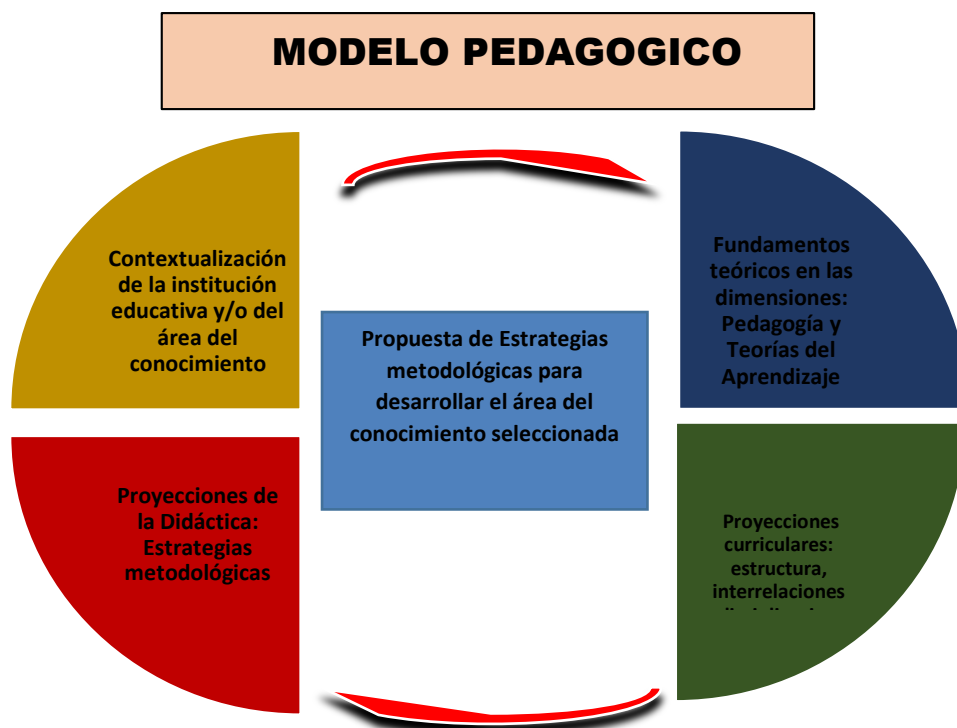 MODELO PEDAGOGICO
Contextualización
de la institución
educativa y/o del
área del
conocimiento
Fundamentos
teóricos en las
dimensiones:
Pedagogía y
Teorías del
Aprendizaje
Propuesta de Estrategias
metodológicas para
desarrollar el área del
conocimiento seleccionada
Proyecciones de
la Didáctica:
Estrategias
metodológicas
Proyecciones
curriculares:
estructura,
interrelaciones